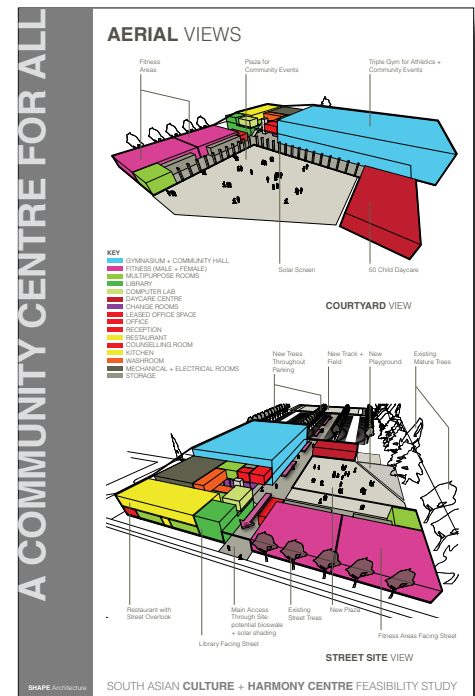 A COMMUNITY CENTRE FOR ALL
AERIAL VIEWS
Fitness
Areas
Plaza for
Community Events
Triple Gym for Athletics +
Community Events
Solar Screen
50 Child Daycare
COURTYARD VIEW
KEY
GYMNASIUM + COMMUNITY HALL
FITNESS (MALE + FEMALE)
MULTIPURPOSE ROOMS
LIBRARY
COMPUTER LAB
DAYCARE CENTRE
CHANGE ROOMS
LEASED OFFICE SPACE
OFFICE
RECEPTION
RESTAURANT
COUNSELLING ROOM
KITCHEN
WASHROOM
MECHANICAL + ELECTRICAL ROOMS
STORAGE
New Trees
Throughout
Parking
New Track +
Field
New
Playground
Existing
Mature Trees
Restaurant with
Street Overlook
Library Facing Street
Main Access
Through Site:
potential bioswale
+ solar shading
Existing
Street Trees
New Plaza
Fitness Areas Facing Street
STREET SITE VIEW
SHAPE Architecture
SOUTH ASIAN CULTURE + HARMONY CENTRE FEASIBILITY STUDY